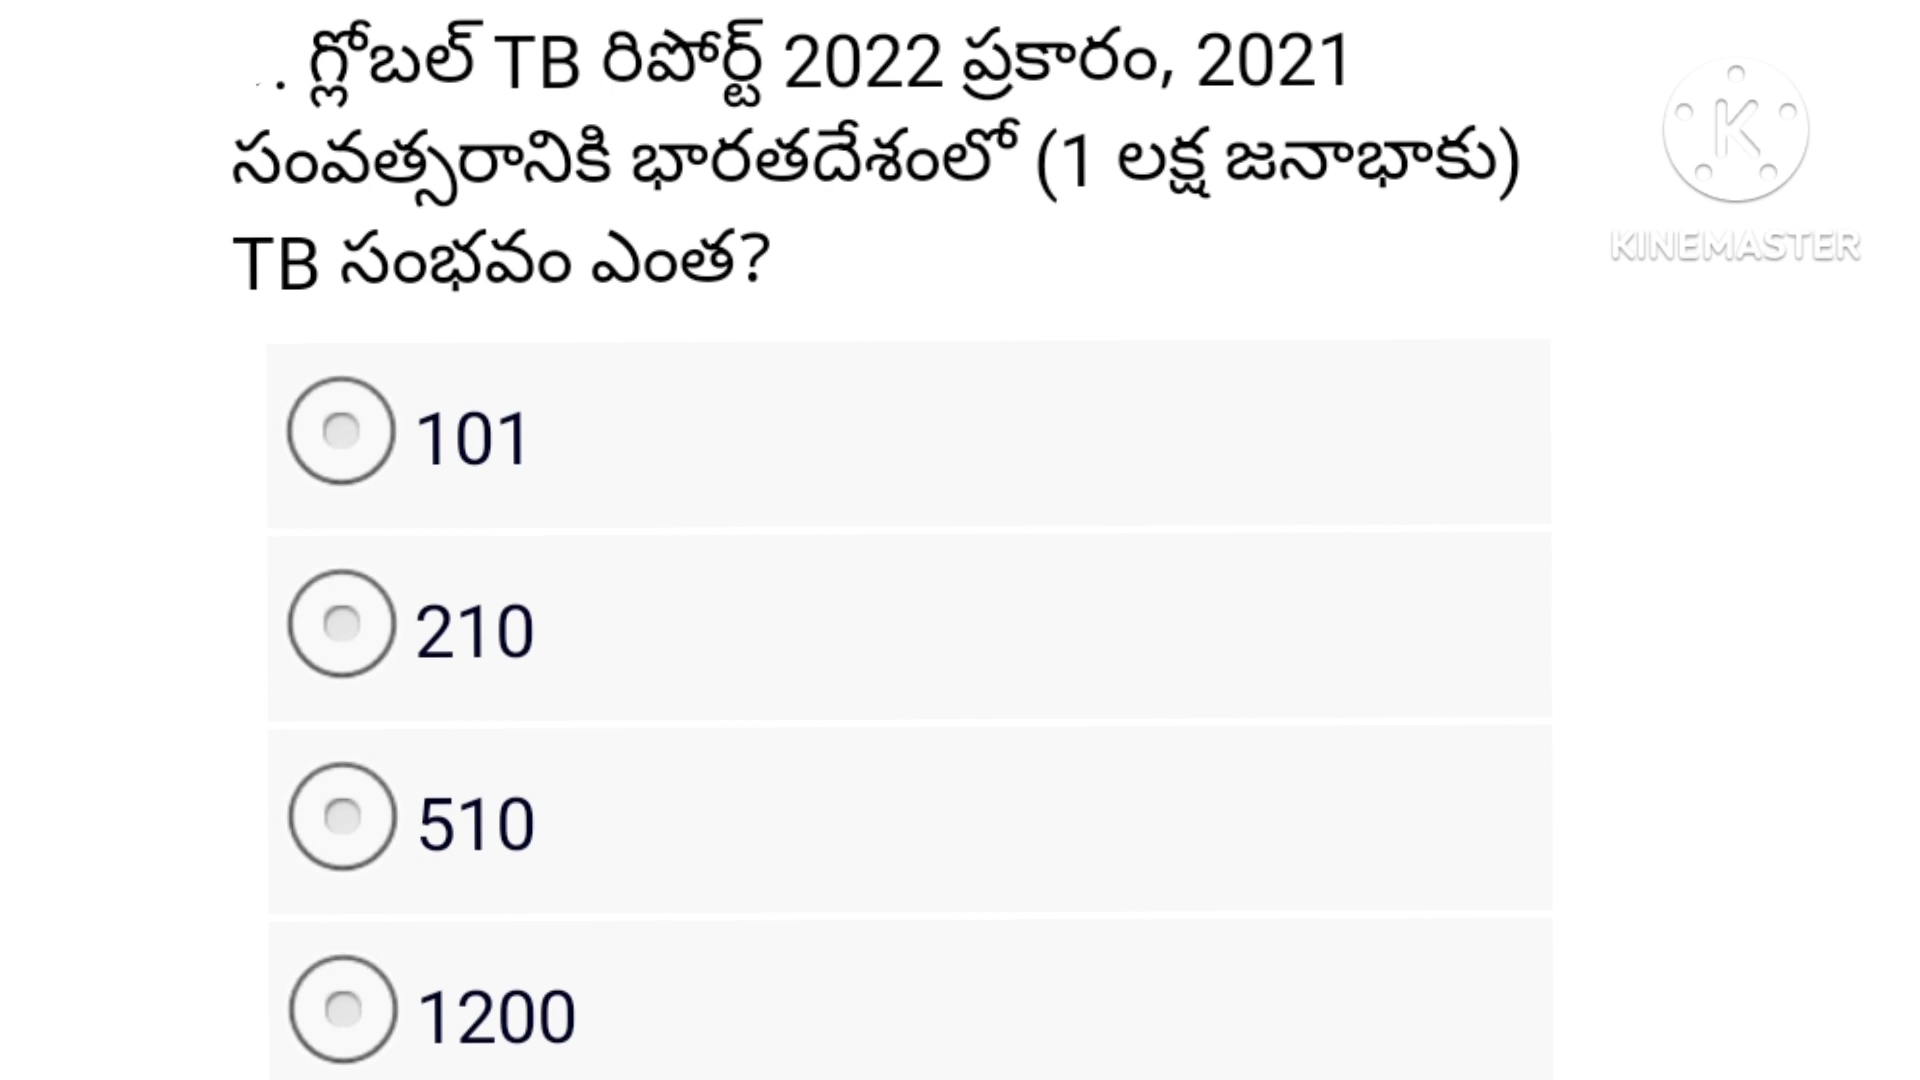 . గ్లోబల్ TB రిపోర్ట్ 2022 ప్రకారం, 2021
సంవత్సరానికి భారతదేశంలో (1 లక్ష జనాభాకు)
TB సంభవం ఎంత?
K
KINEMASTER
101
210
510
1200